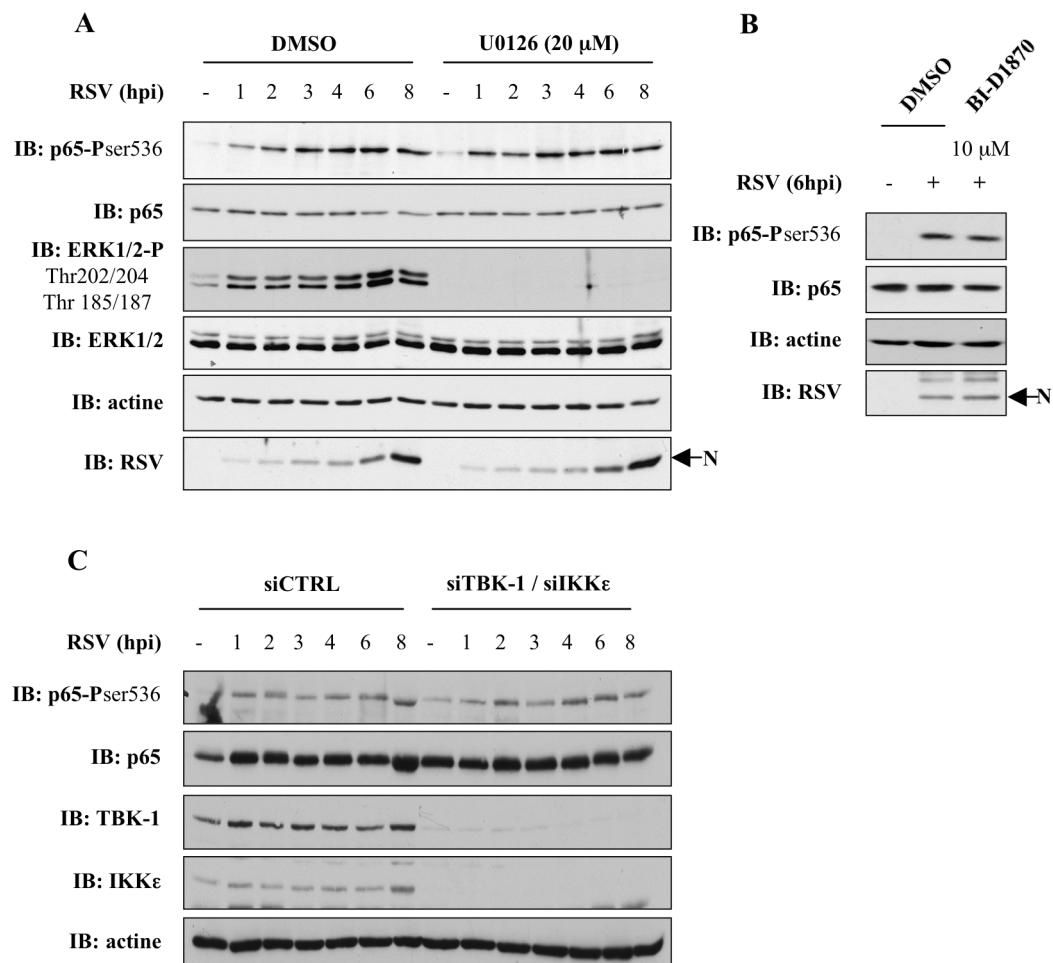 A
DMSO U0126 (20 μM)
RSV (hpi) - 1 2 3 4 6 8 - 1 2 3 4 6 8
IB: p65-Pser536
IB: p65
IB: ERK1/2-P
Thr202/204
Thr 185/187
IB: ERK1/2
IB: actine
IB: RSV N
B
DMSO BI-D1870
10 μM
RSV (6hpi) - + +
IB: p65-Pser536
IB: p65
IB: actine
IB: RSV N
C
siCTRL siTBK-1 / siIKKε
RSV (hpi) - 1 2 3 4 6 8 - 1 2 3 4 6 8
IB: p65-Pser536
IB: p65
IB: TBK-1
IB: IKKε
IB: actine